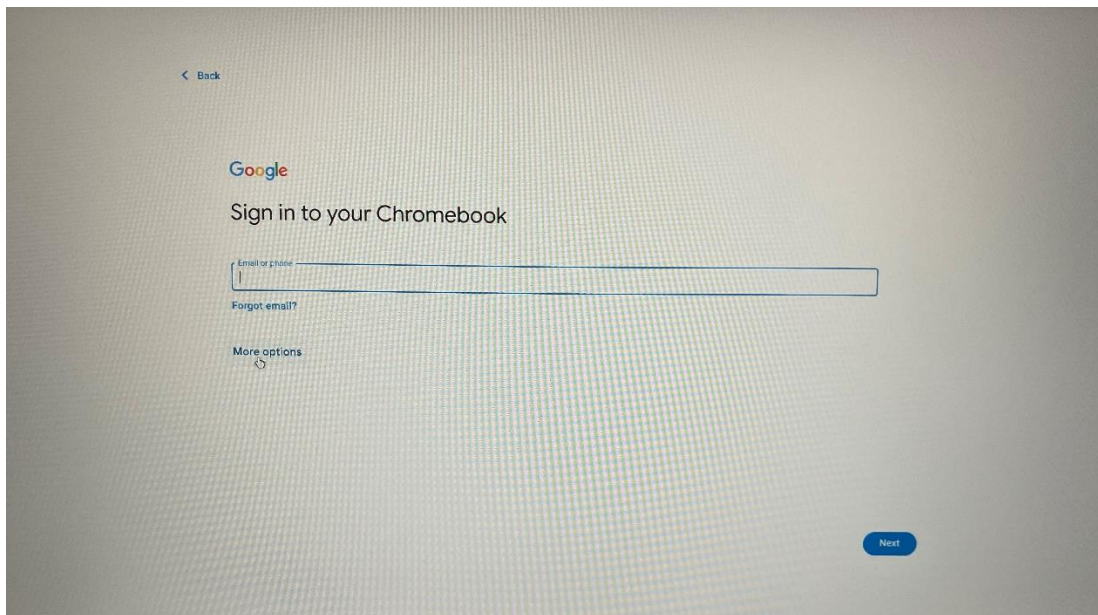 Back
Google
Sign in to your Chromebook
Email or phone
Forgot email?
More options
Next